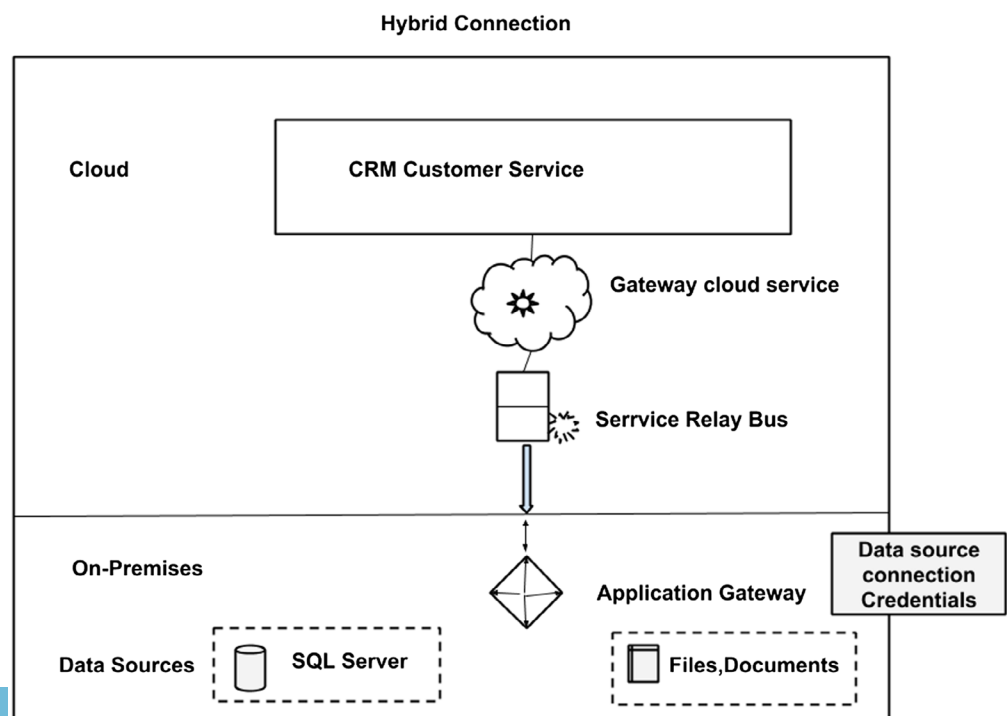 Hybrid Connection
Cloud
CRM Customer Service
Gateway cloud service
Serrvice Relay Bus
On-Premises
Application Gateway
Data source
connection
Credentials
Data Sources
SQL Server
Files,Documents